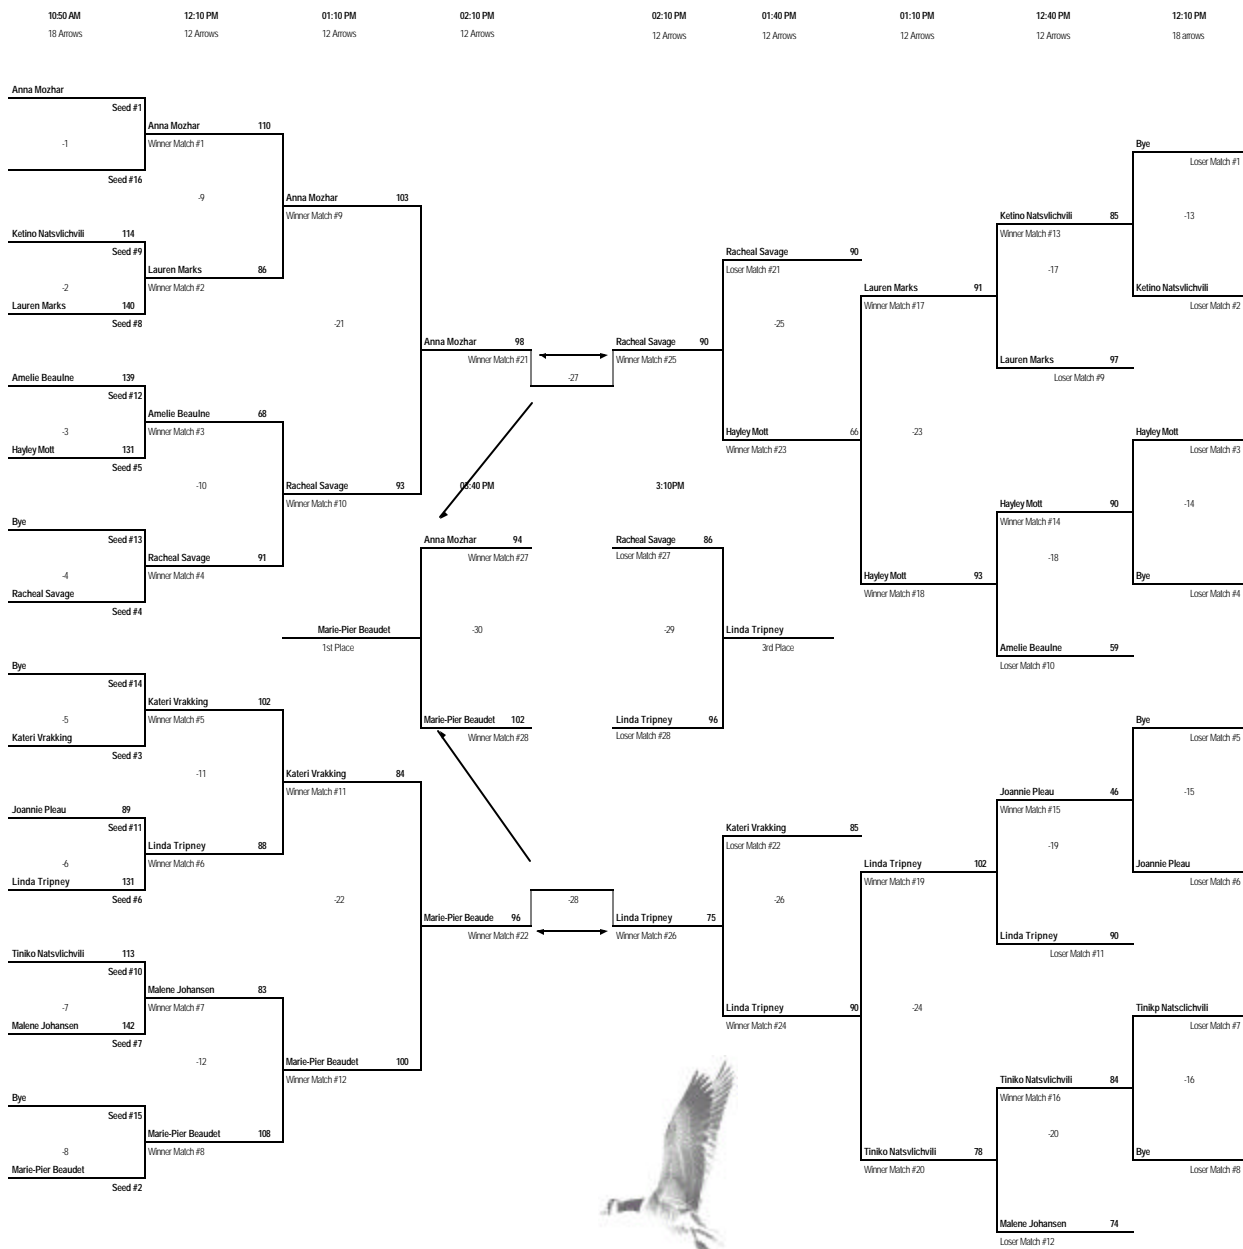 10:50 AM
12:10 PM
01:10 PM
02:10 PM
02:10 PM
01:40 PM
01:10 PM
12:40 PM
12:10 PM
18 Arrows
12 Arrows
12 Arrows
12 Arrows
12 Arrows
12 Arrows
12 Arrows
12 Arrows
18 arrows
Anna Mozhar
Seed #1
-1
Seed #16
Ketino Natsvlichvili 114
Seed #9
-2
Lauren Marks 140
Seed #8
Amelie Beaulne 139
Seed #12
-3
Hayley Mott 131
Seed #5
Bye
Seed #13
-4
Racheal Savage
Seed #4
Bye
Seed #14
-5
Kateri Vrakking
Seed #3
Joannie Pleau 89
Seed #11
-6
Linda Tripney 131
Seed #6
Tiniko Natsvlichvili 113
Seed #10
-7
Malene Johansen 142
Seed #7
Bye
Seed #15
-8
Marie-Pier Beaudet
Seed #2
Anna Mozhar 110
Winner Match #1
-9
Lauren Marks 86
Winner Match #2
Amelie Beaulne 68
Winner Match #3
-10
Racheal Savage 91
Winner Match #4
Kateri Vrakking 102
Winner Match #5
-11
Linda Tripney 88
Winner Match #6
Malene Johansen 83
Winner Match #7
-12
Marie-Pier Beaudet 108
Winner Match #8
Anna Mozhar 103
Winner Match #9
-21
Racheal Savage 93
Winner Match #10
Marie-Pier Beaudet
1st Place
Kateri Vrakking 84
Winner Match #11
-22
Marie-Pier Beaudet 100
Winner Match #12
Anna Mozhar 98
Winner Match #21
-27
03:40 PM
Anna Mozhar 94
Winner Match #27
-30
Marie-Pier Beaudet 102
Winner Match #28
-28
Marie-Pier Beaude 96
Winner Match #22
Racheal Savage 90
Winner Match #25
3:10PM
Racheal Savage 86
Loser Match #27
-29
Linda Tripney 96
Loser Match #28
Linda Tripney 75
Winner Match #26
Racheal Savage 90
Loser Match #21
-25
Hayley Mott 66
Winner Match #23
Linda Tripney
3rd Place
Kateri Vrakking 85
Loser Match #22
-26
Linda Tripney 90
Winner Match #24
Lauren Marks 91
Winner Match #17
-23
Hayley Mott 93
Winner Match #18
Linda Tripney 102
Winner Match #19
-24
Tiniko Natsvlichvili 78
Winner Match #20
Ketino Natsvlichvili 85
Winner Match #13
-17
Lauren Marks 97
Loser Match #9
Hayley Mott 90
Winner Match #14
-18
Amelie Beaulne 59
Loser Match #10
Joannie Pleau 46
Winner Match #15
-19
Linda Tripney 90
Loser Match #11
Tiniko Natsvlichvili 84
Winner Match #16
-20
Malene Johansen 74
Loser Match #12
Bye
Loser Match #1
-13
Ketino Natsvlichvili
Loser Match #2
Hayley Mott
Loser Match #3
-14
Bye
Loser Match #4
Bye
Loser Match #5
-15
Joannie Pleau
Loser Match #6
Tinikp Natsclichvili
Loser Match #7
-16
Bye
Loser Match #8